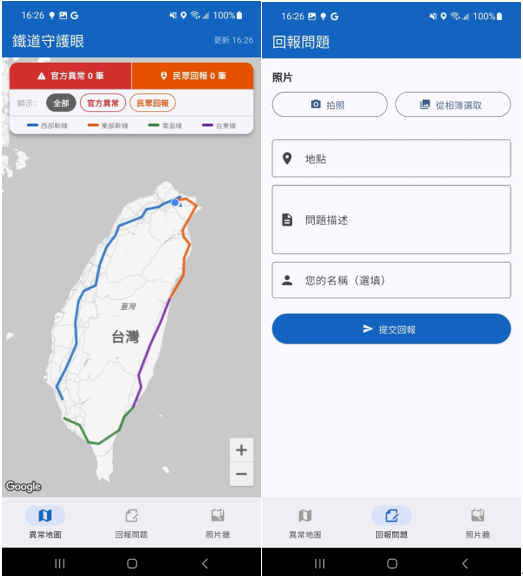 16:26 G 100%
鐵道守護眼
更新 16:26
官方異常 0 筆
民眾回報 0 筆
顯示:
全部
官方異常
民眾回報
西部幹線
東部幹線
南迴線
台東線
臺灣
台灣
+
−
Google
異常地圖
回報問題
照片牆
16:26 G 100%
回報問題
照片
拍照
從相簿選取
地點
問題描述
您的名稱（選填）
提交回報
異常地圖
回報問題
照片牆